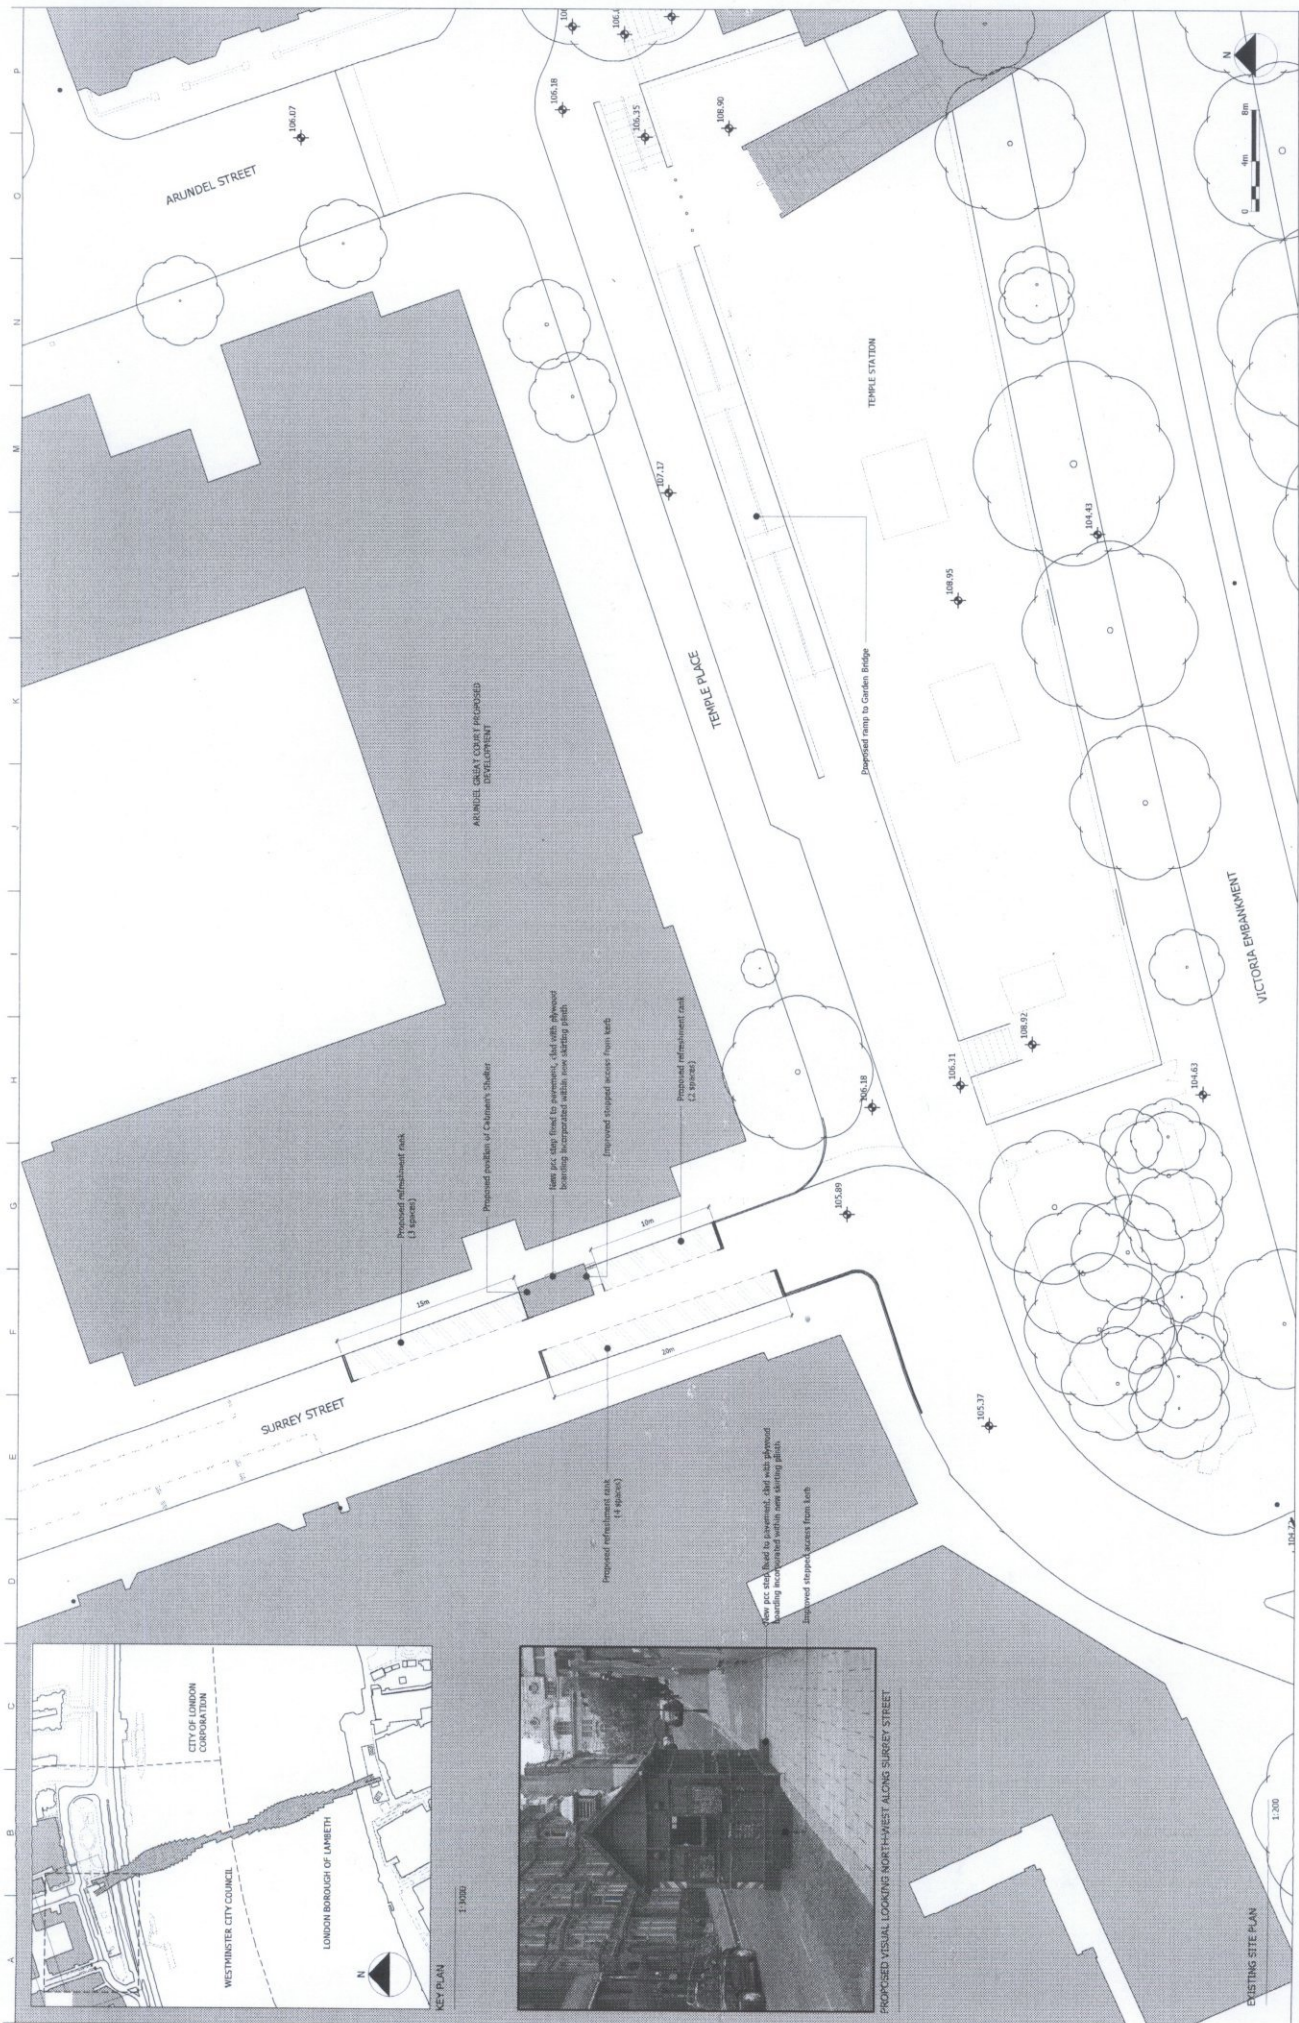 A
B
C
D
E
F
G
H
I
J
K
L
M
N
O
P
WESTMINSTER CITY COUNCIL
CITY OF LONDON
CORPORATION
LONDON BOROUGH OF LAMBETH
N
KEY PLAN
PROPOSED VISUAL LOOKING NORTH-WEST ALONG SURREY STREET
New pcc step fixed to pavement, clad with plywood
boarding incorporated within new skirting plinth
Improved stepped access from kerb
EXISTING SITE PLAN
1:200
SURREY STREET
Proposed refreshment rank
(3 spaces)
15m
Proposed position of Cabmen's Shelter
New pcc step fixed to pavement, clad with plywood
boarding incorporated within new skirting plinth
Improved stepped access from kerb
10m
Proposed refreshment rank
(2 spaces)
20m
Proposed refreshment rank
(4 spaces)
ARUNDEL GREAT COURT PROPOSED
DEVELOPMENT
ARUNDEL STREET
TEMPLE PLACE
Proposed ramp to Garden Bridge
TEMPLE STATION
VICTORIA EMBANKMENT
106.07
106.18
106.35
108.90
107.17
108.95
104.43
106.18
106.31
108.92
104.63
105.89
105.37
N
0
4m
8m